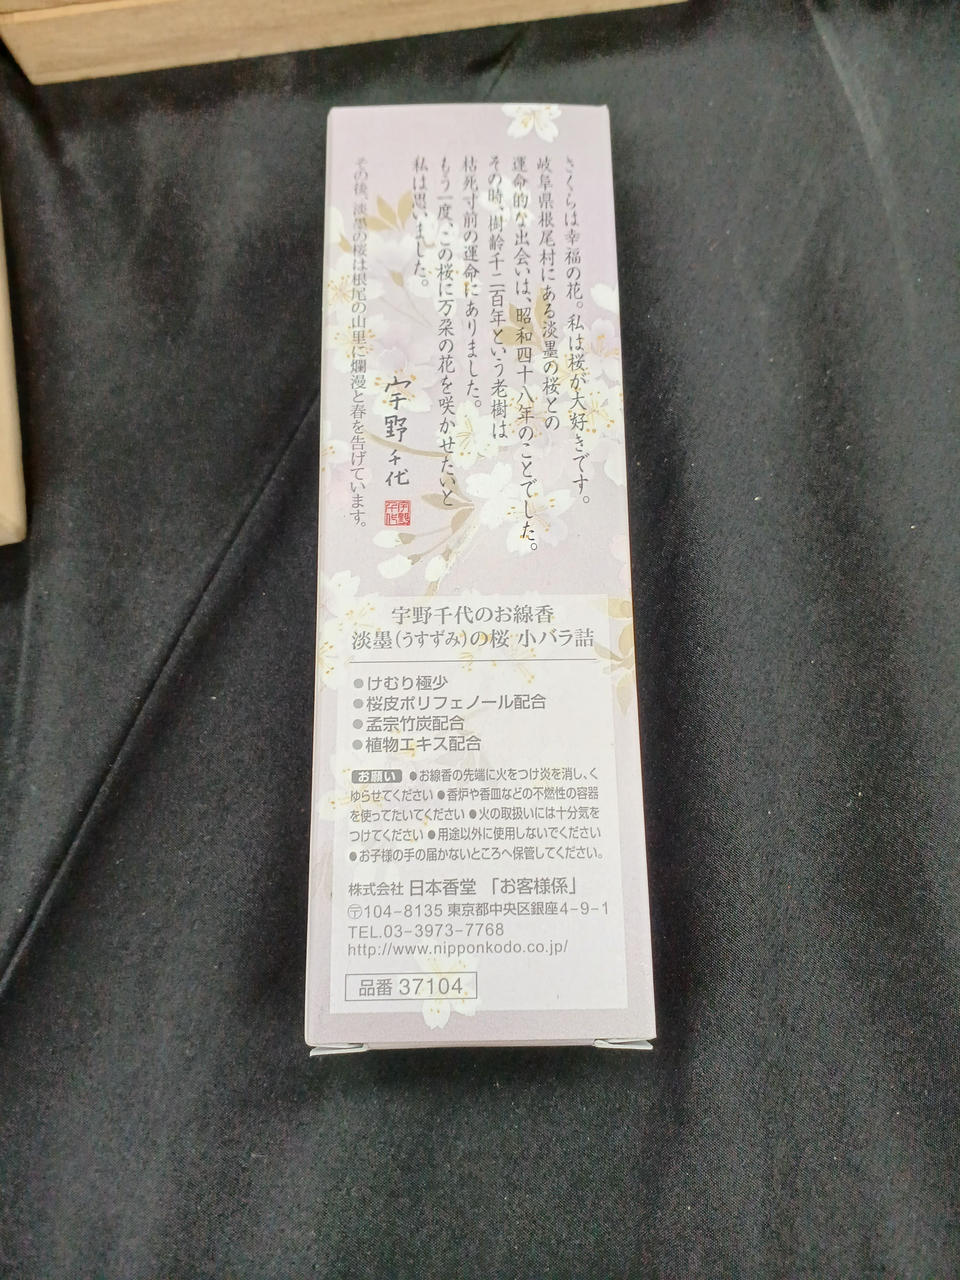 さくらは幸福の花。私は桜が大好きです。
岐阜県根尾村にある淡墨の桜との
運命的な出会いは、昭和四十八年のことでした。
その時、樹齢千二百年という老樹は
枯死寸前の運命にありました。
もう一度、この桜に万朶の花を咲かせたいと
私は思いました。
宇野千代
その後、淡墨の桜は根尾の山里に爛漫と春を告げています。
宇野千代のお線香
淡墨(うすずみ)の桜 小バラ詰
●けむり極少
●桜皮ポリフェノール配合
●孟宗竹炭配合
●植物エキス配合
お願い ●お線香の先端に火をつけ炎を消し、く
ゆらせてください ●香炉や香皿などの不燃性の容器
を使ってたいてください ●火の取扱いには十分気を
つけてください ●用途以外に使用しないでください
●お子様の手の届かないところへ保管してください。
株式会社 日本香堂 「お客様係」
〶104-8135 東京都中央区銀座4-9-1
TEL.03-3973-7768
http://www.nipponkodo.co.jp/
品番 37104